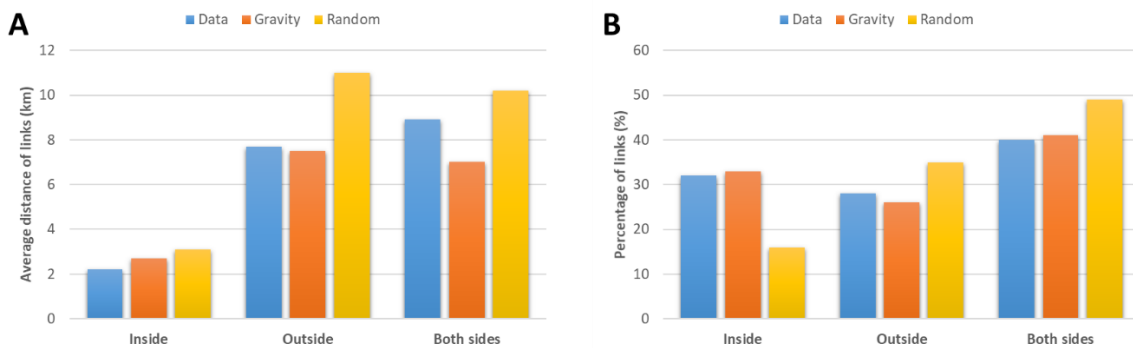 A
Data Gravity Random
Average distance of links (km)
12
10
8
6
4
2
0
Inside Outside Both sides
B
Data Gravity Random
Percentage of links (%)
60
50
40
30
20
10
0
Inside Outside Both sides